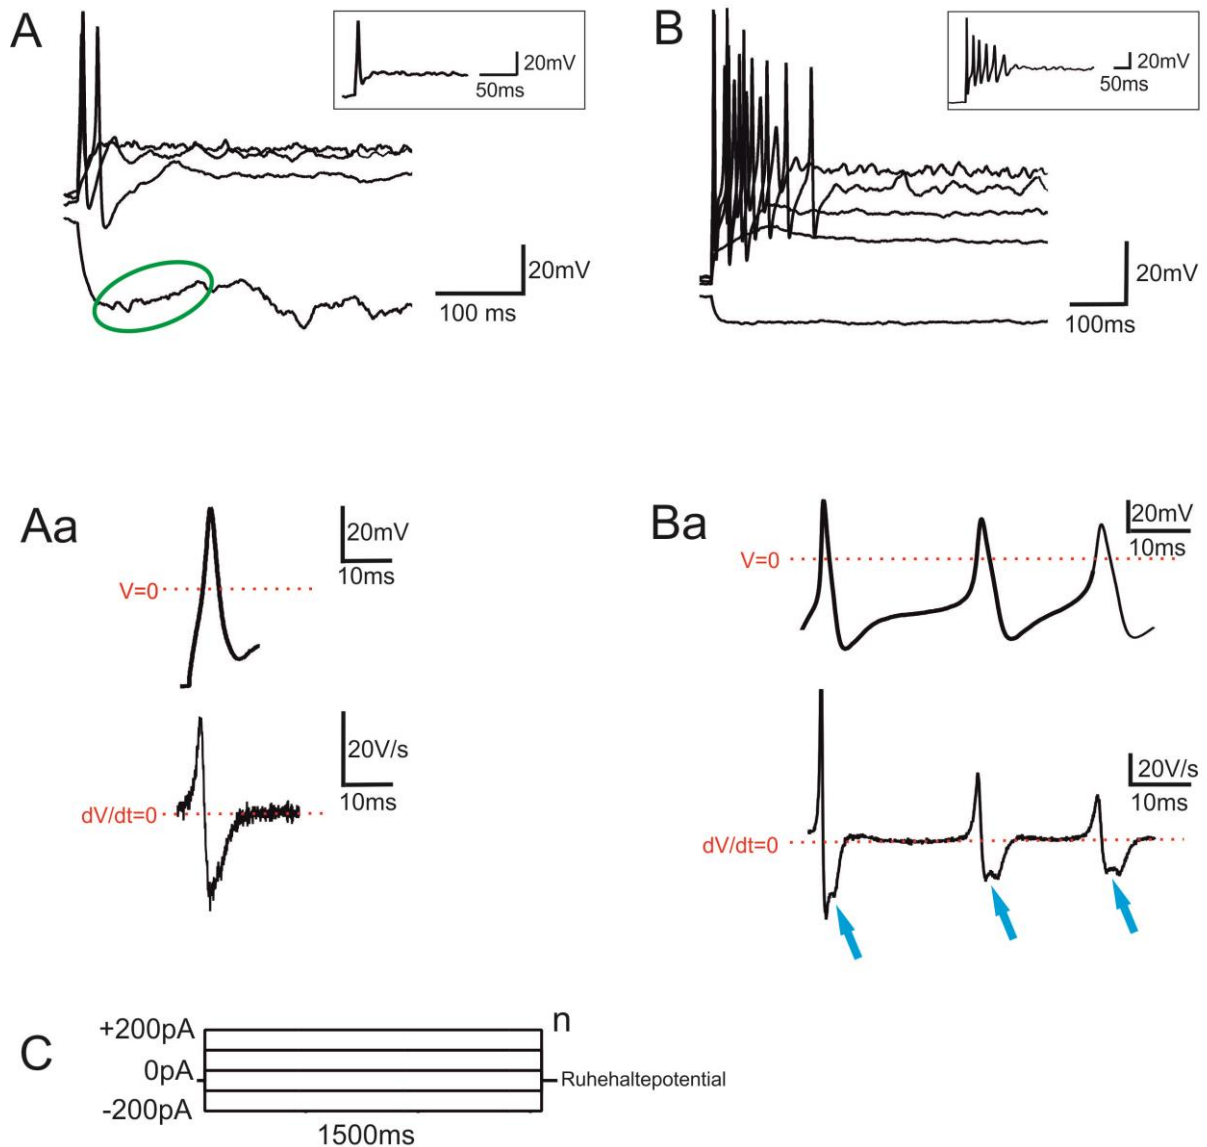 A
20mV
50ms
20mV
100 ms
B
20mV
50ms
20mV
100ms
Aa
20mV
10ms
V=0
20V/s
10ms
dV/dt=0
Ba
20mV
10ms
V=0
20V/s
10ms
dV/dt=0
C
+200pA
n
0pA
Ruhehaltepotential
-200pA
1500ms